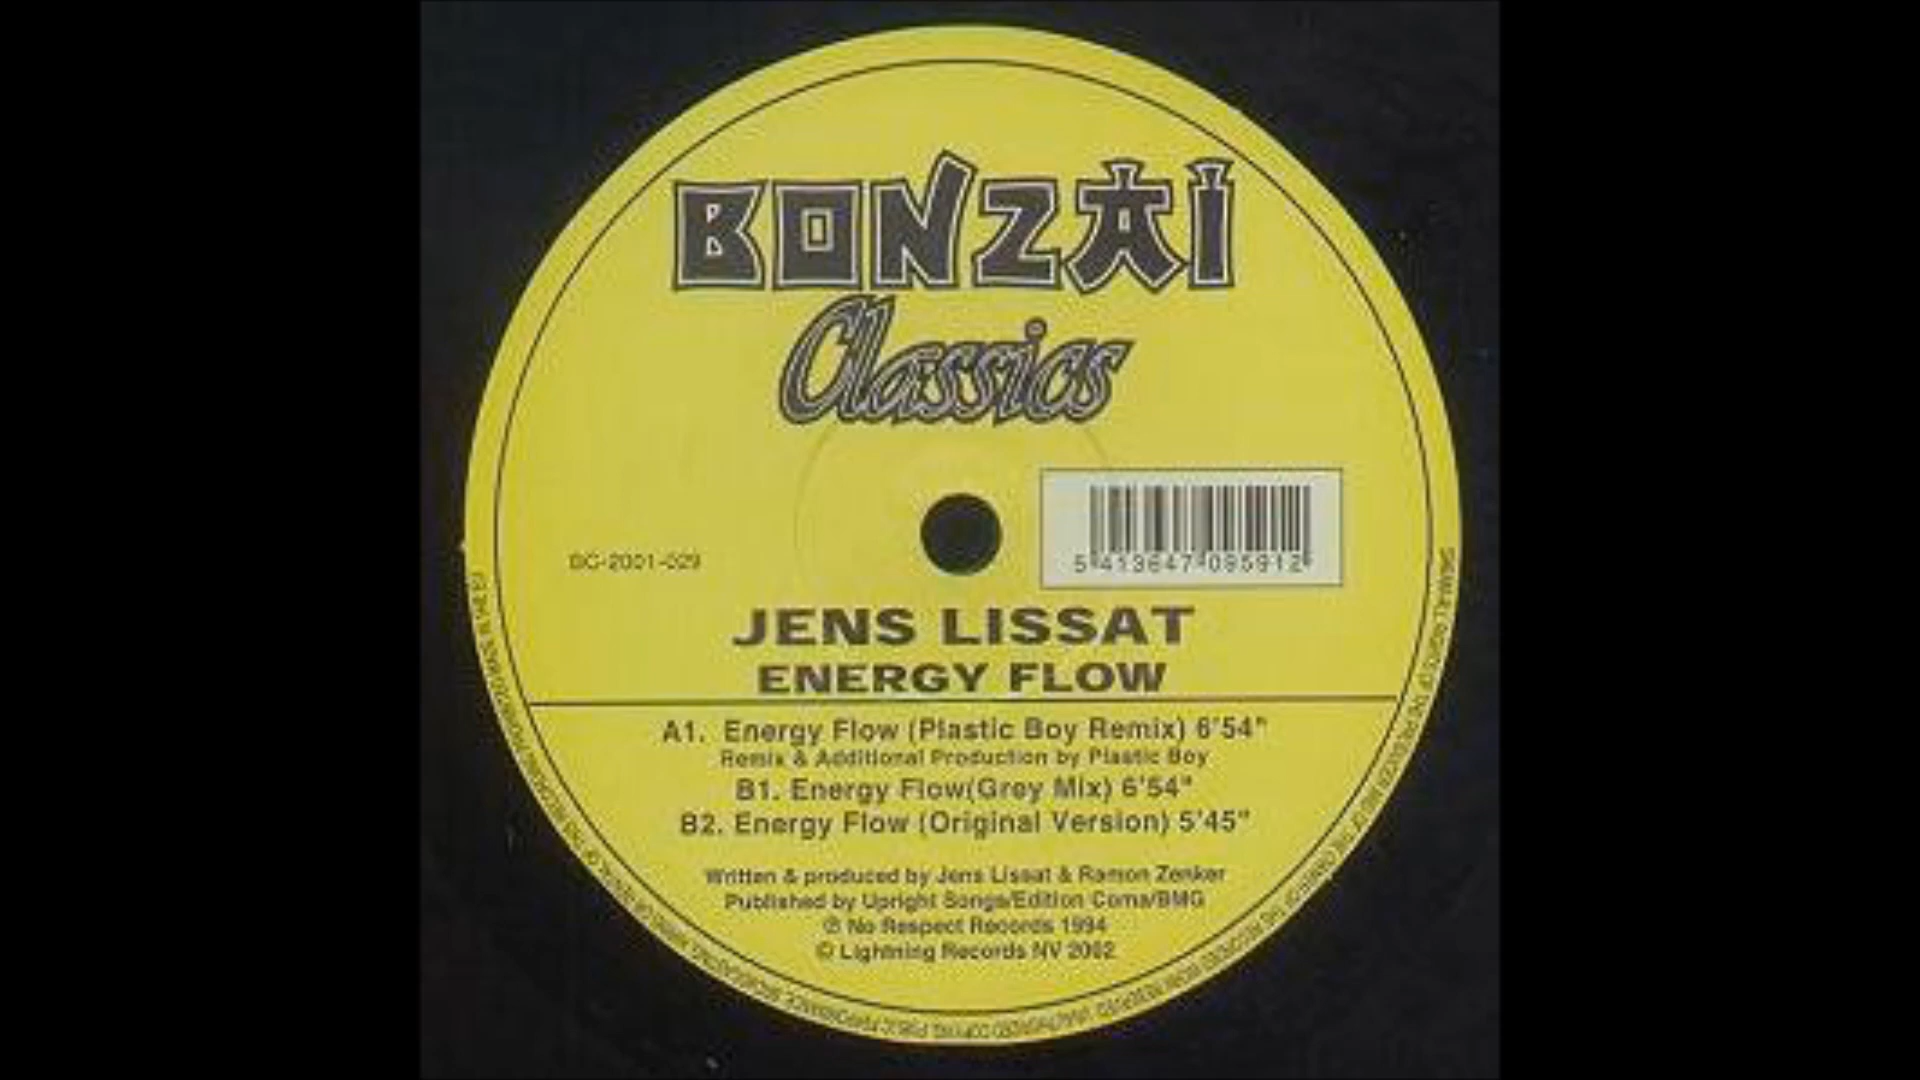 BONZAI
Classics
BC-2001-029
5 413647 095912
JENS LISSAT
ENERGY FLOW
A1. Energy Flow (Plastic Boy Remix) 6'54"
Remix & Additional Production by Plastic Boy
B1. Energy Flow(Grey Mix) 6'54"
B2. Energy Flow (Original Version) 5'45"
Written & produced by Jens Lissat & Ramon Zenker
Published by Upright Songs/Edition Coma/BMG
℗ No Respect Records 1994
© Lightning Records NV 2002